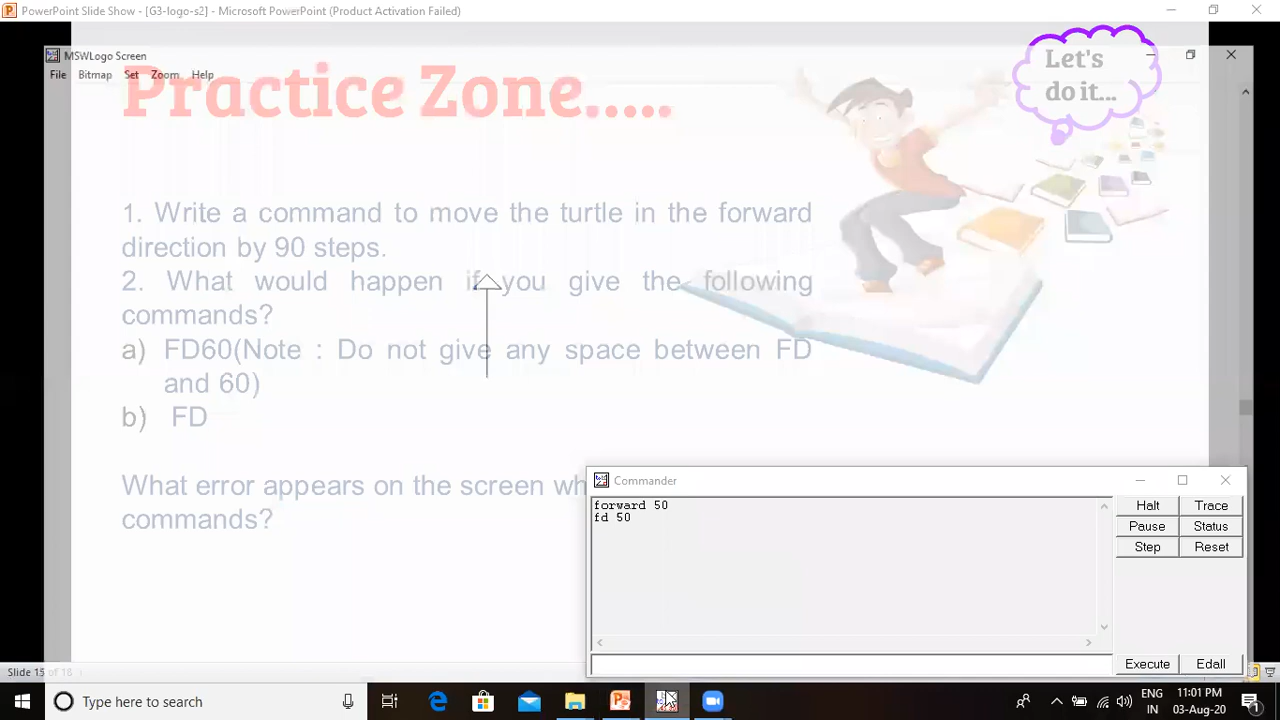 PowerPoint Slide Show - [G3-logo-s2] - Microsoft PowerPoint (Product Activation Failed)
MSWLogo Screen
File Bitmap Set Zoom Help
Let's
do it...
Practice Zone.....
1. Write a command to move the turtle in the forward
direction by 90 steps.
2. What would happen if you give the following
commands?
a) FD60(Note : Do not give any space between FD
and 60)
b) FD
What error appears on the screen wh
commands?
Commander
forward 50
fd 50
Halt Trace
Pause Status
Step Reset
Execute Edall
Slide 15 of 18
Type here to search
ENG
IN
11:01 PM
03-Aug-20
1